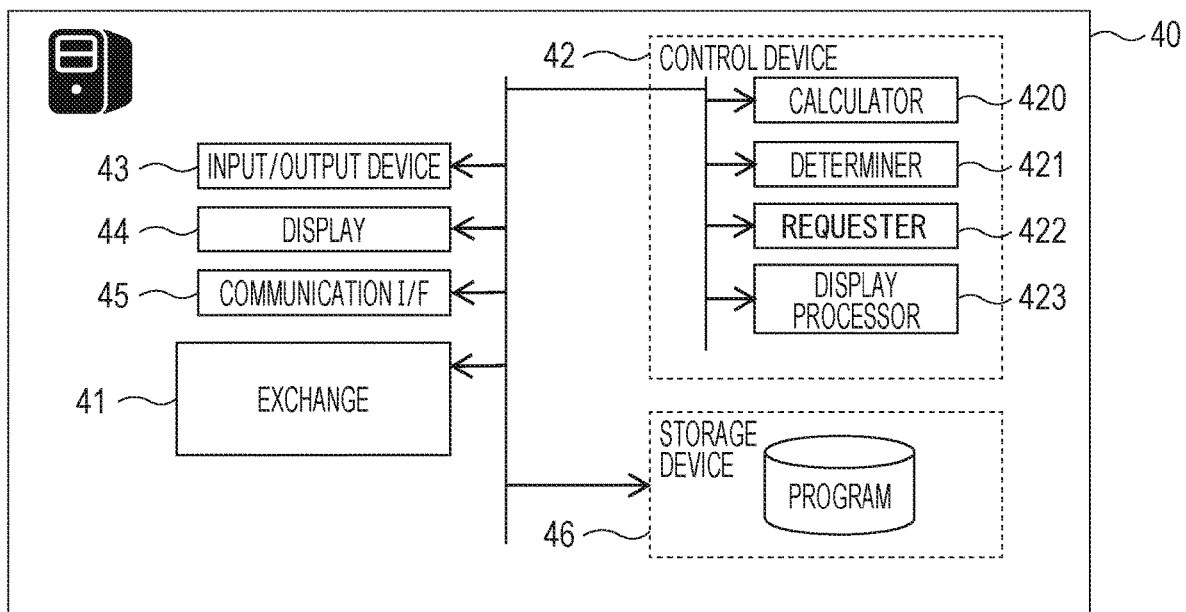 40
42
CONTROL DEVICE
CALCULATOR
420
43
INPUT/OUTPUT DEVICE
DETERMINER
421
44
DISPLAY
REQUESTER
422
45
COMMUNICATION I/F
DISPLAY
PROCESSOR
423
41
EXCHANGE
STORAGE
DEVICE
PROGRAM
46